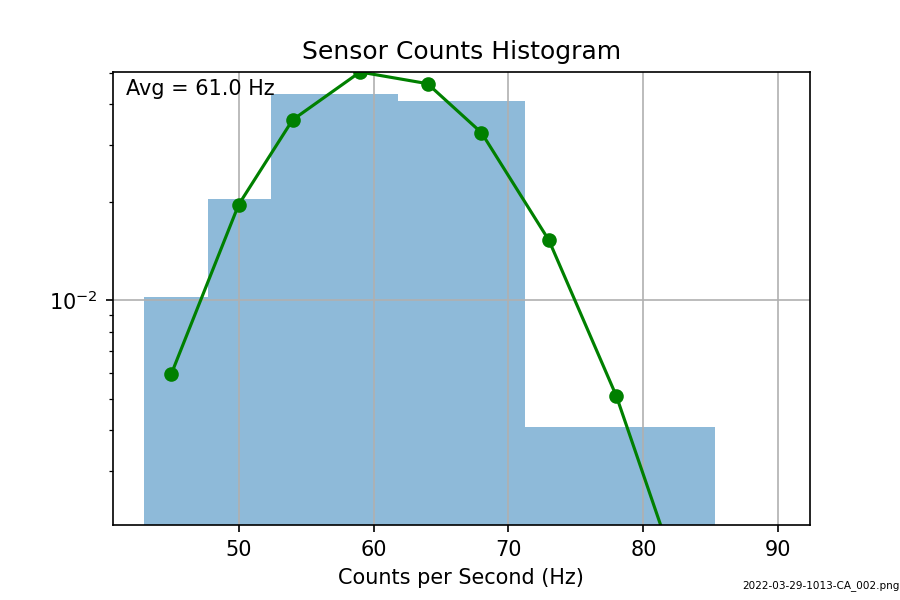 Sensor Counts Histogram
Avg = 61.0 Hz
10⁻²
50 60 70 80 90
Counts per Second (Hz)
2022-03-29-1013-CA_002.png